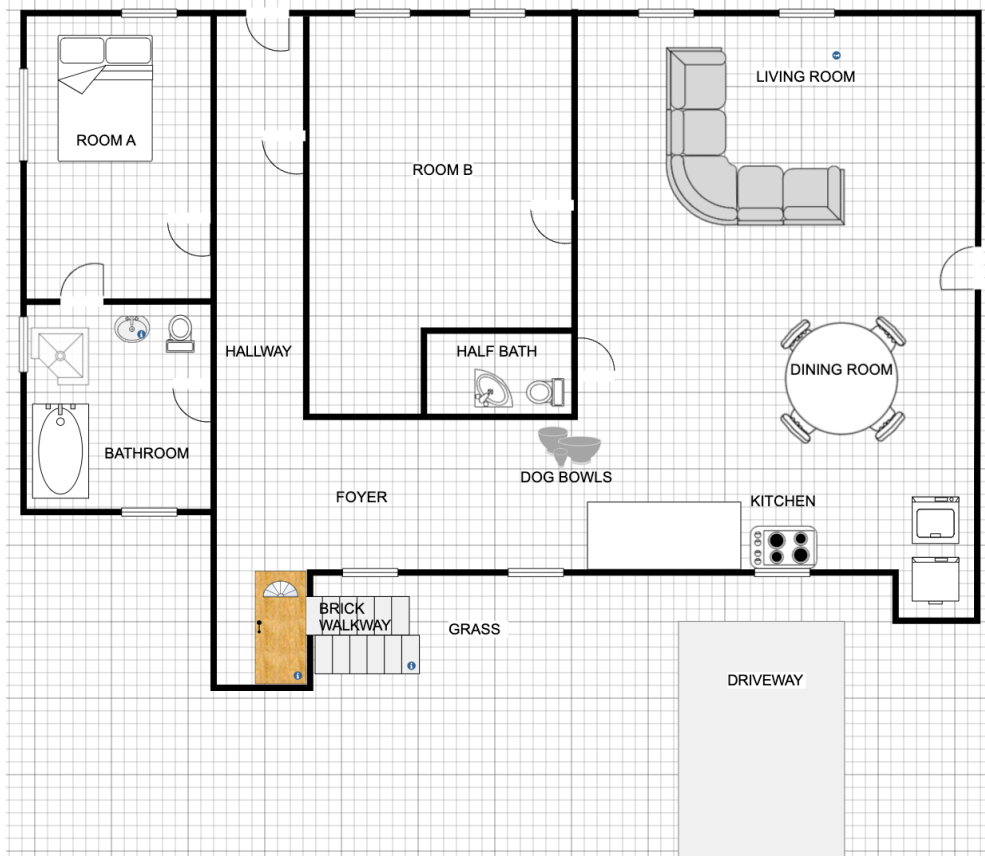 LIVING ROOM
ROOM A
ROOM B
HALLWAY
HALF BATH
DINING ROOM
BATHROOM
DOG BOWLS
FOYER
KITCHEN
BRICK
WALKWAY
GRASS
DRIVEWAY